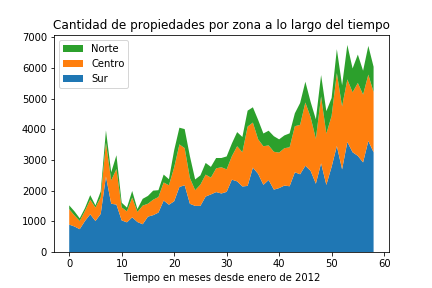 Cantidad de propiedades por zona a lo largo del tiempo
7000
6000
5000
4000
3000
2000
1000
0
Norte
Centro
Sur
0 10 20 30 40 50 60
Tiempo en meses desde enero de 2012